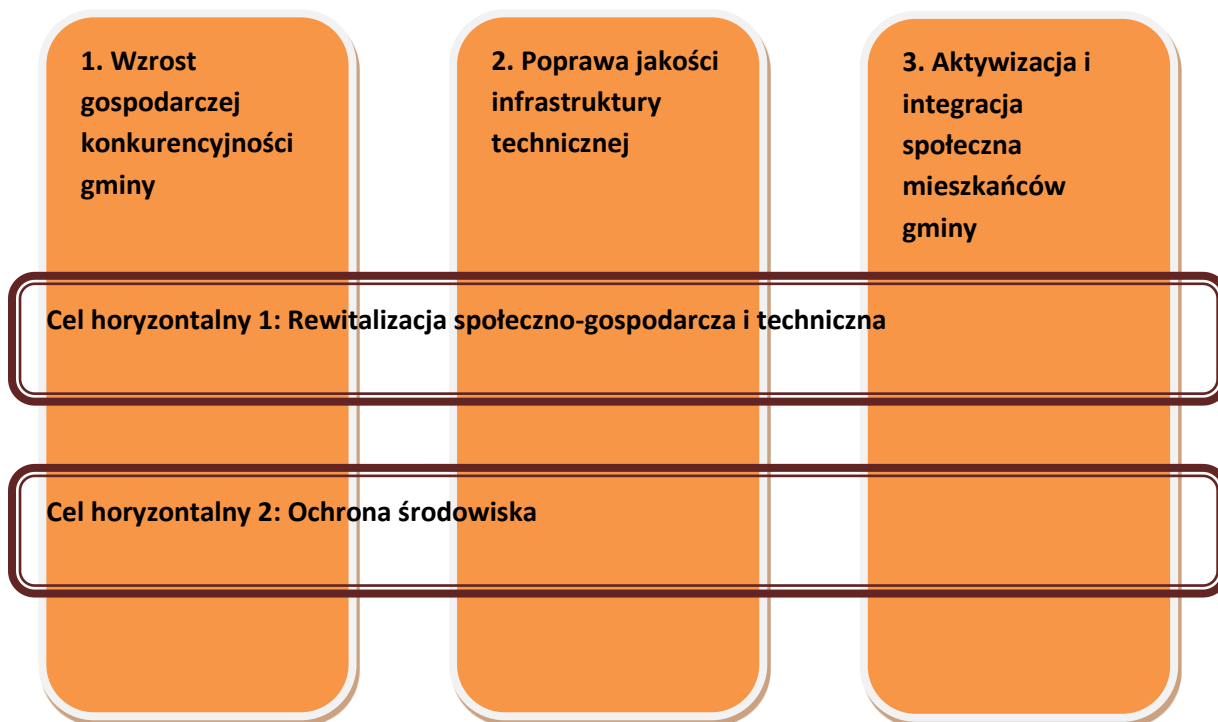 1. Wzrost
gospodarczej
konkurencyjności
gminy
2. Poprawa jakości
infrastruktury
technicznej
3. Aktywizacja i
integracja
społeczna
mieszkańców
gminy
Cel horyzontalny 1: Rewitalizacja społeczno-gospodarcza i techniczna
Cel horyzontalny 2: Ochrona środowiska